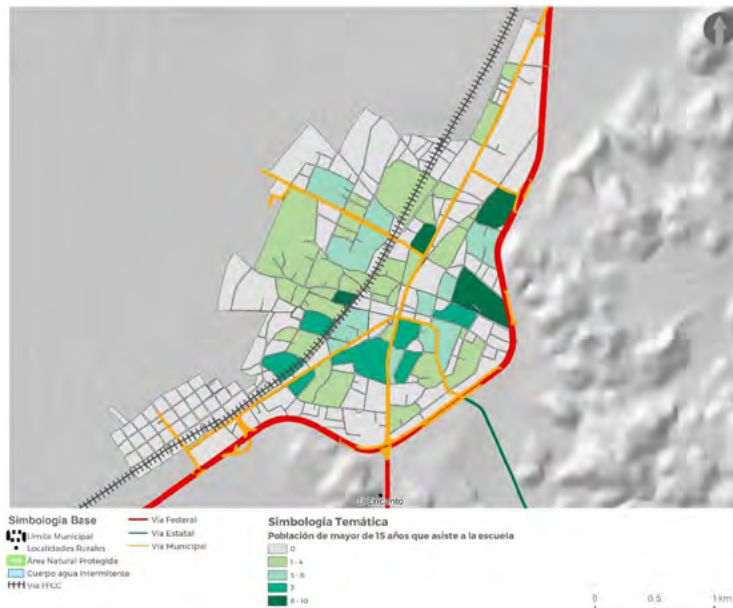 El Encanto
Simbología Base
Límite Municipal
Localidades Rurales
Área Natural Protegida
Cuerpo agua Intermitente
Vía FFCC
Vía Federal
Vía Estatal
Vía Municipal
Simbología Temática
Población de mayor de 15 años que asiste a la escuela
0
1 - 4
5 - 6
7
8 - 10
0 0.5 1 km